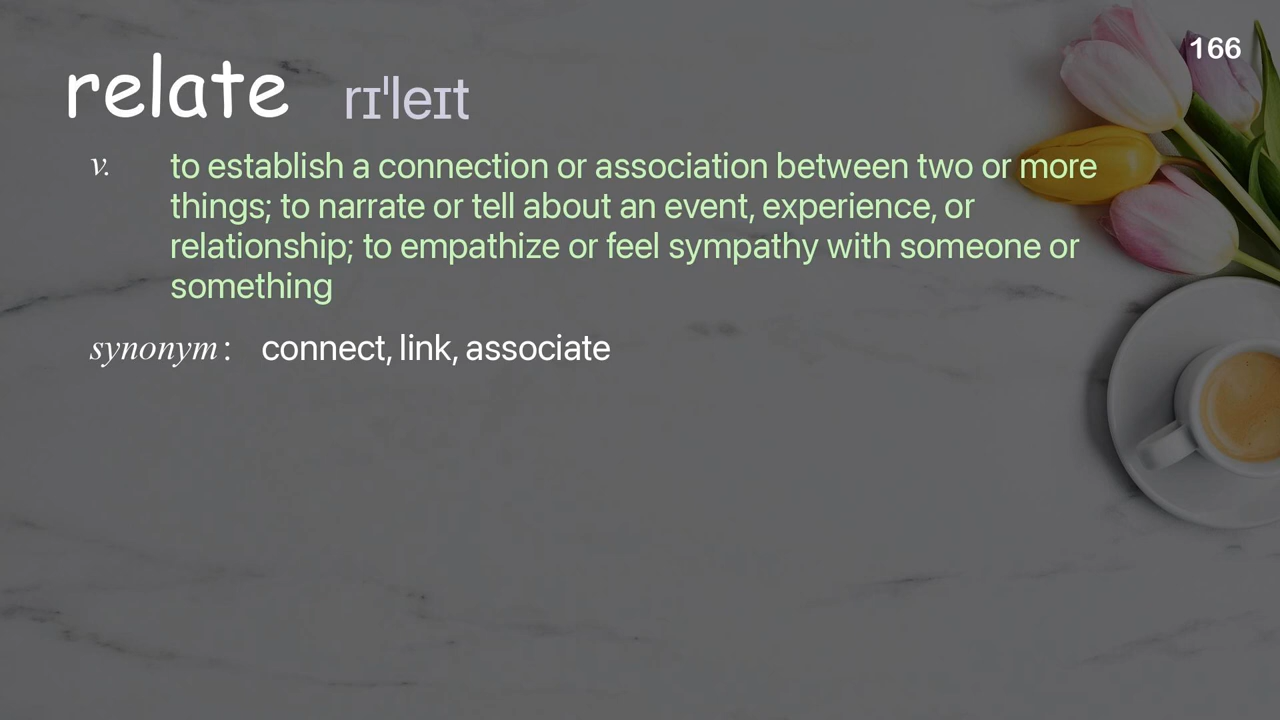 166
relate rɪˈleɪt
v. to establish a connection or association between two or more
things; to narrate or tell about an event, experience, or
relationship; to empathize or feel sympathy with someone or
something
synonym : connect, link, associate